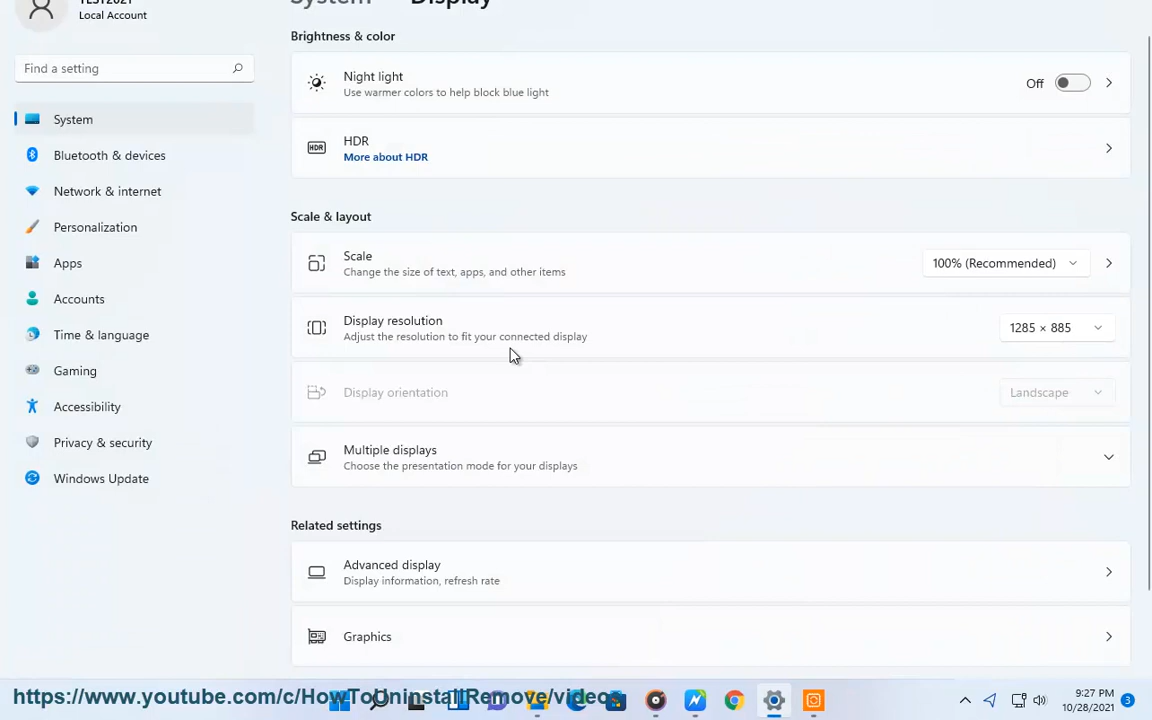 TEST2021
Local Account
System
Display
Find a setting
System
Bluetooth & devices
Network & internet
Personalization
Apps
Accounts
Time & language
Gaming
Accessibility
Privacy & security
Windows Update
Brightness & color
Night light
Use warmer colors to help block blue light
Off
HDR
HDR
More about HDR
Scale & layout
Scale
Change the size of text, apps, and other items
100% (Recommended)
Display resolution
Adjust the resolution to fit your connected display
1285 × 885
Display orientation
Landscape
Multiple displays
Choose the presentation mode for your displays
Related settings
Advanced display
Display information, refresh rate
Graphics
https://www.youtube.com/c/HowToUninstallRemove/videos
9:27 PM
10/28/2021
3